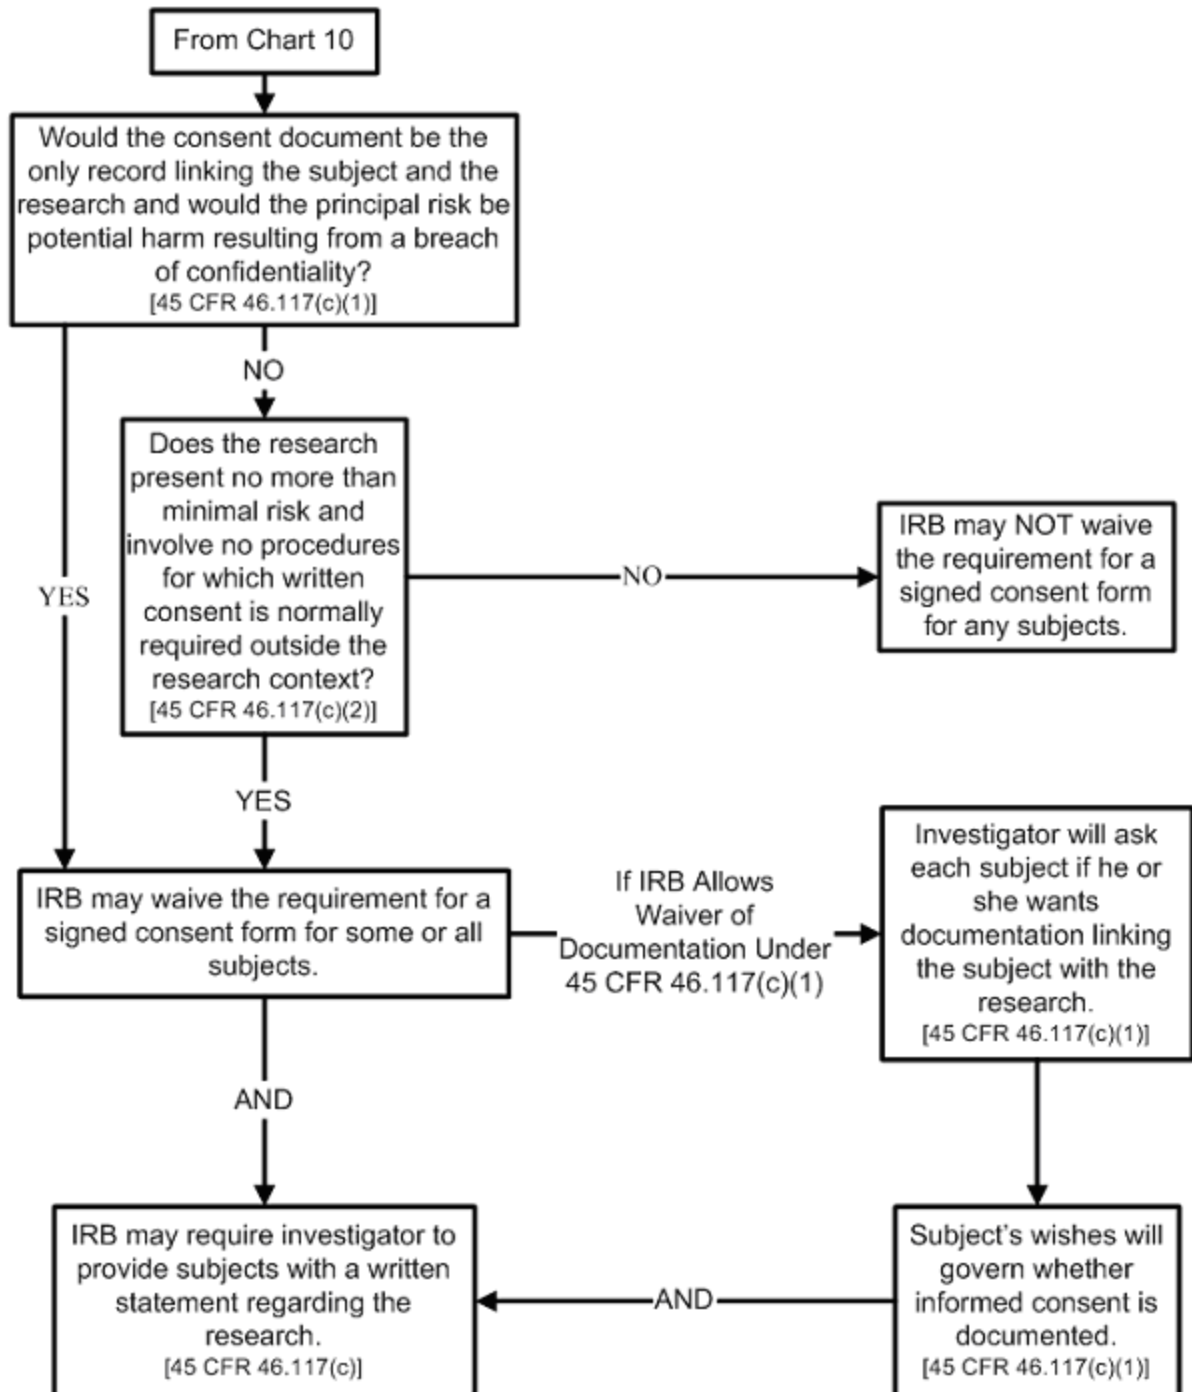 From Chart 10
Would the consent document be the
only record linking the subject and the
research and would the principal risk be
potential harm resulting from a breach
of confidentiality?
[45 CFR 46.117(c)(1)]
NO
YES
Does the research
present no more than
minimal risk and
involve no procedures
for which written
consent is normally
required outside the
research context?
[45 CFR 46.117(c)(2)]
NO
IRB may NOT waive
the requirement for a
signed consent form
for any subjects.
YES
IRB may waive the requirement for a
signed consent form for some or all
subjects.
If IRB Allows
Waiver of
Documentation Under
45 CFR 46.117(c)(1)
Investigator will ask
each subject if he or
she wants
documentation linking
the subject with the
research.
[45 CFR 46.117(c)(1)]
AND
IRB may require investigator to
provide subjects with a written
statement regarding the
research.
[45 CFR 46.117(c)]
AND
Subject's wishes will
govern whether
informed consent is
documented.
[45 CFR 46.117(c)(1)]